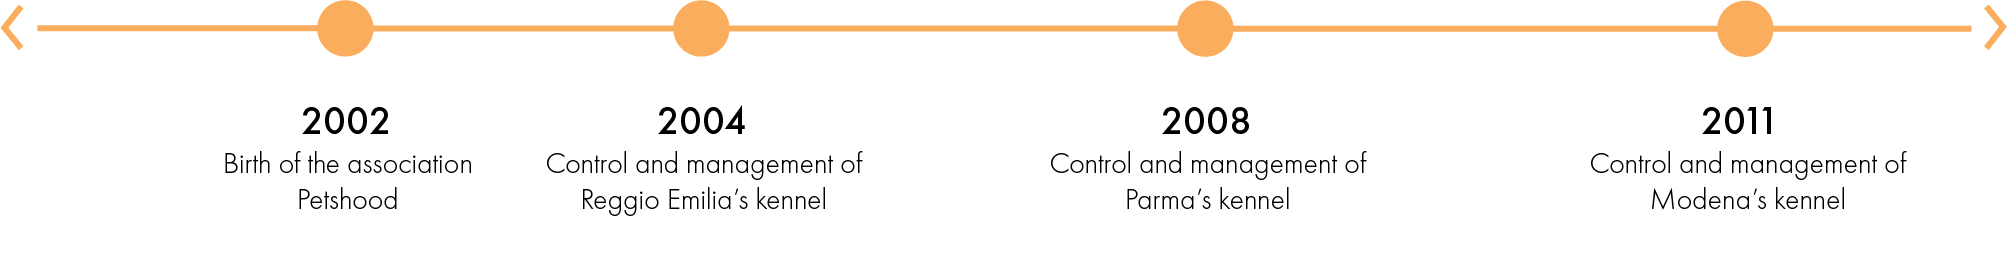 2002
Birth of the association
Petshood
2004
Control and management of
Reggio Emilia’s kennel
2008
Control and management of
Parma’s kennel
2011
Control and management of
Modena’s kennel